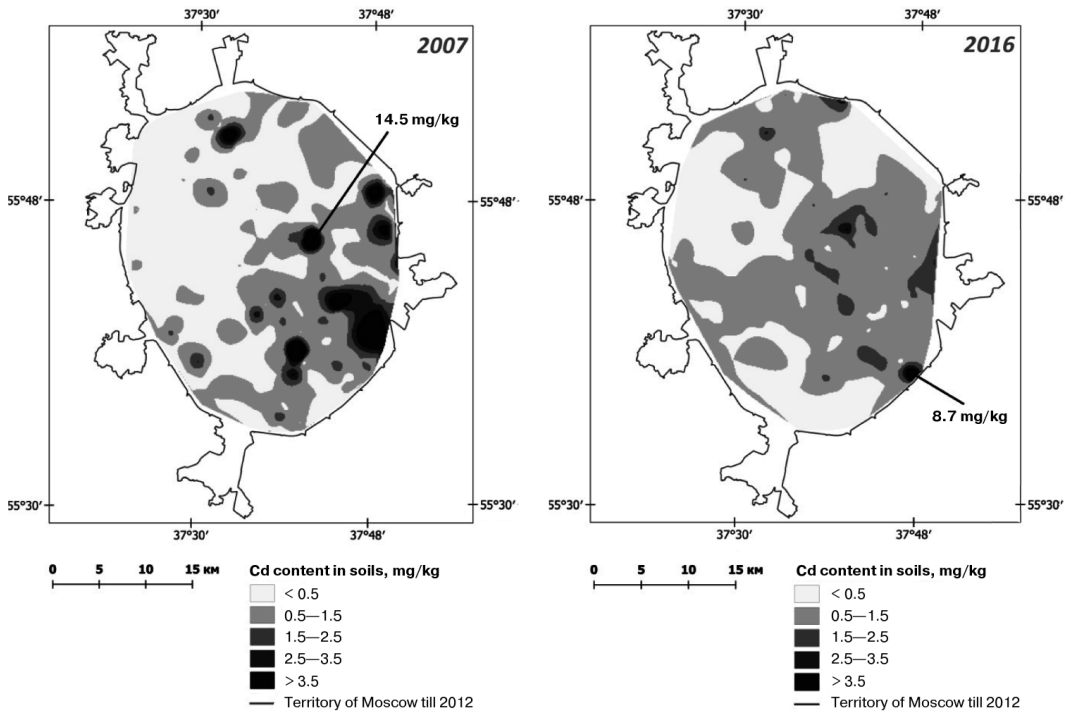 37°30′ 37°48′
2007
14.5 mg/kg
55°48′ 55°48′
55°30′ 55°30′
37°30′ 37°48′
0 5 10 15 км
Cd content in soils, mg/kg
< 0.5
0.5—1.5
1.5—2.5
2.5—3.5
> 3.5
Territory of Moscow till 2012
37°30′ 37°48′
2016
55°48′ 55°48′
8.7 mg/kg
55°30′ 55°30′
37°30′ 37°48′
0 5 10 15 км
Cd content in soils, mg/kg
< 0.5
0.5—1.5
1.5—2.5
2.5—3.5
> 3.5
Territory of Moscow till 2012